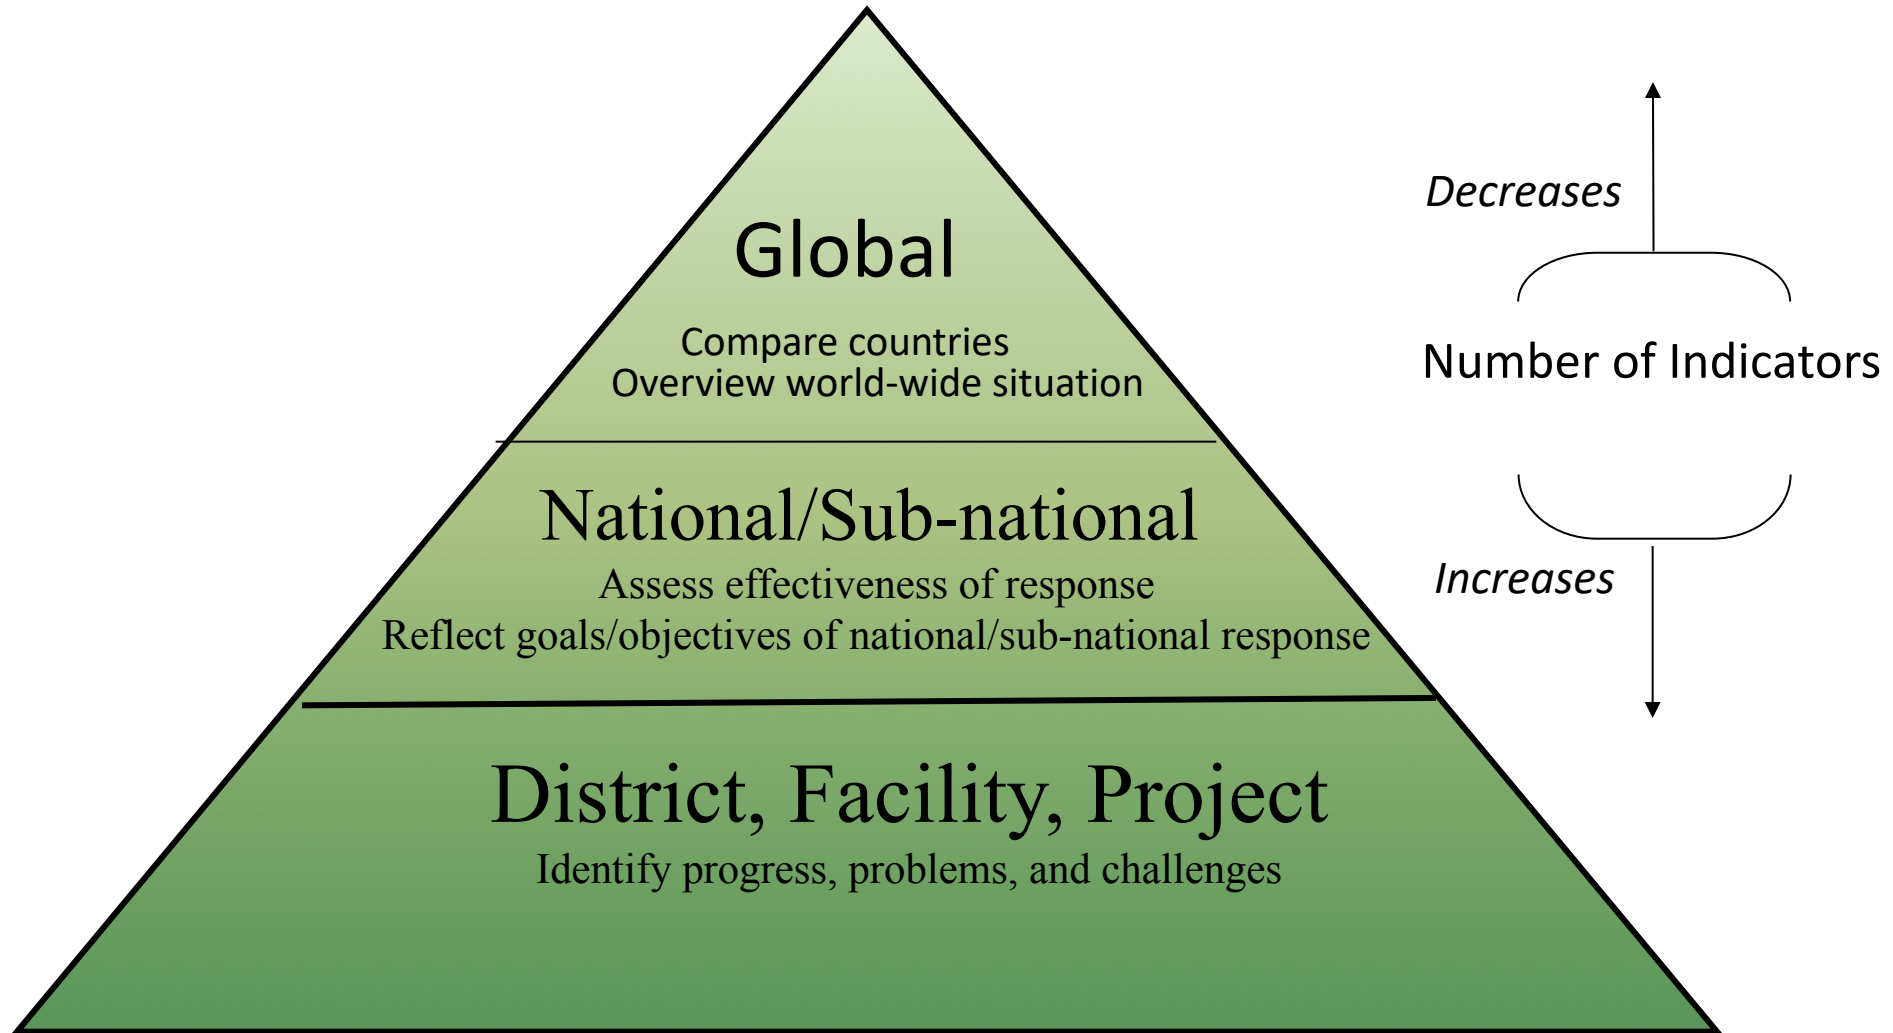 Global
Compare countries
Overview world-wide situation
National/Sub-national
Assess effectiveness of response
Reflect goals/objectives of national/sub-national response
District, Facility, Project
Identify progress, problems, and challenges
Decreases
Number of Indicators
Increases